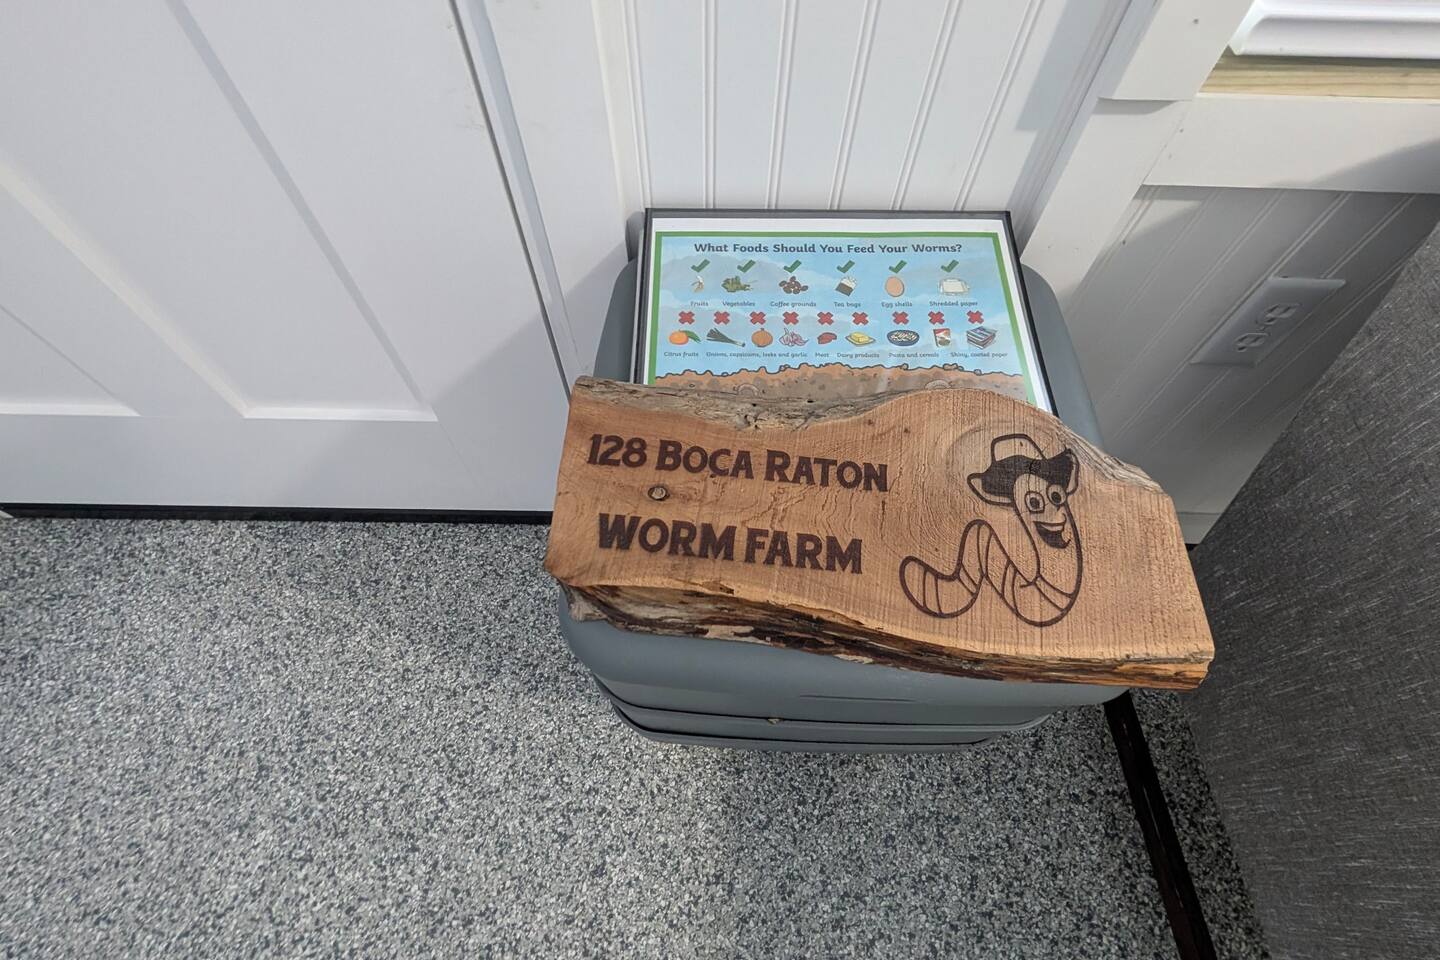 What Foods Should You Feed Your Worms?
Fruits Vegetables Coffee grounds Tea bags Egg shells Shredded paper
Citrus fruits Onions, capsicums, leeks and garlic Meat Dairy products Pasta and cereals Shiny, coated paper
128 BOCA RATON
WORM FARM